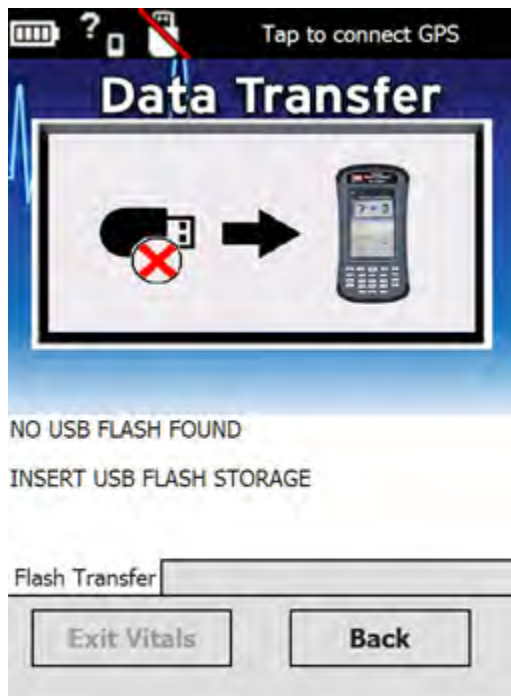 ?
Tap to connect GPS
Data Transfer
NO USB FLASH FOUND
INSERT USB FLASH STORAGE
Flash Transfer
Exit Vitals
Back